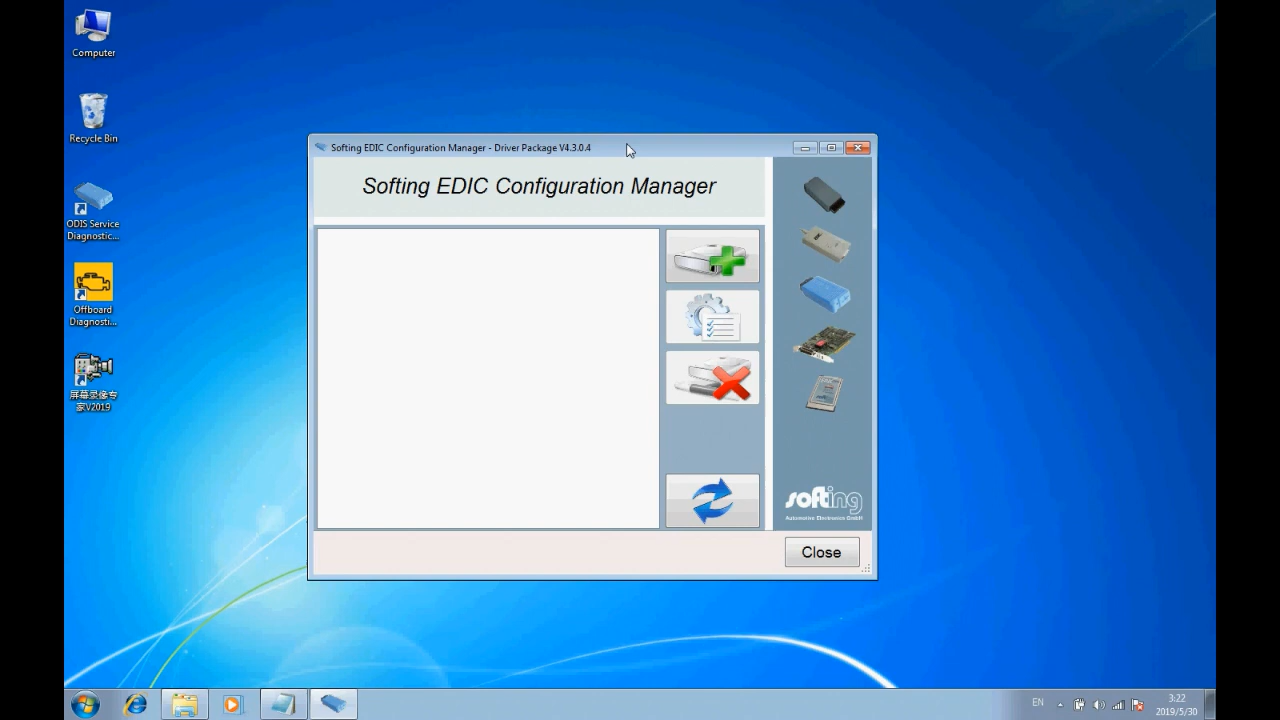 Computer
Recycle Bin
ODIS Service
Diagnostic...
Offboard
Diagnosti...
屏幕录像专
家V2019
Softing EDIC Configuration Manager - Driver Package V4.3.0.4
Softing EDIC Configuration Manager
softing
Automotive Electronics GmbH
Close
EN
3:22
2019/5/30